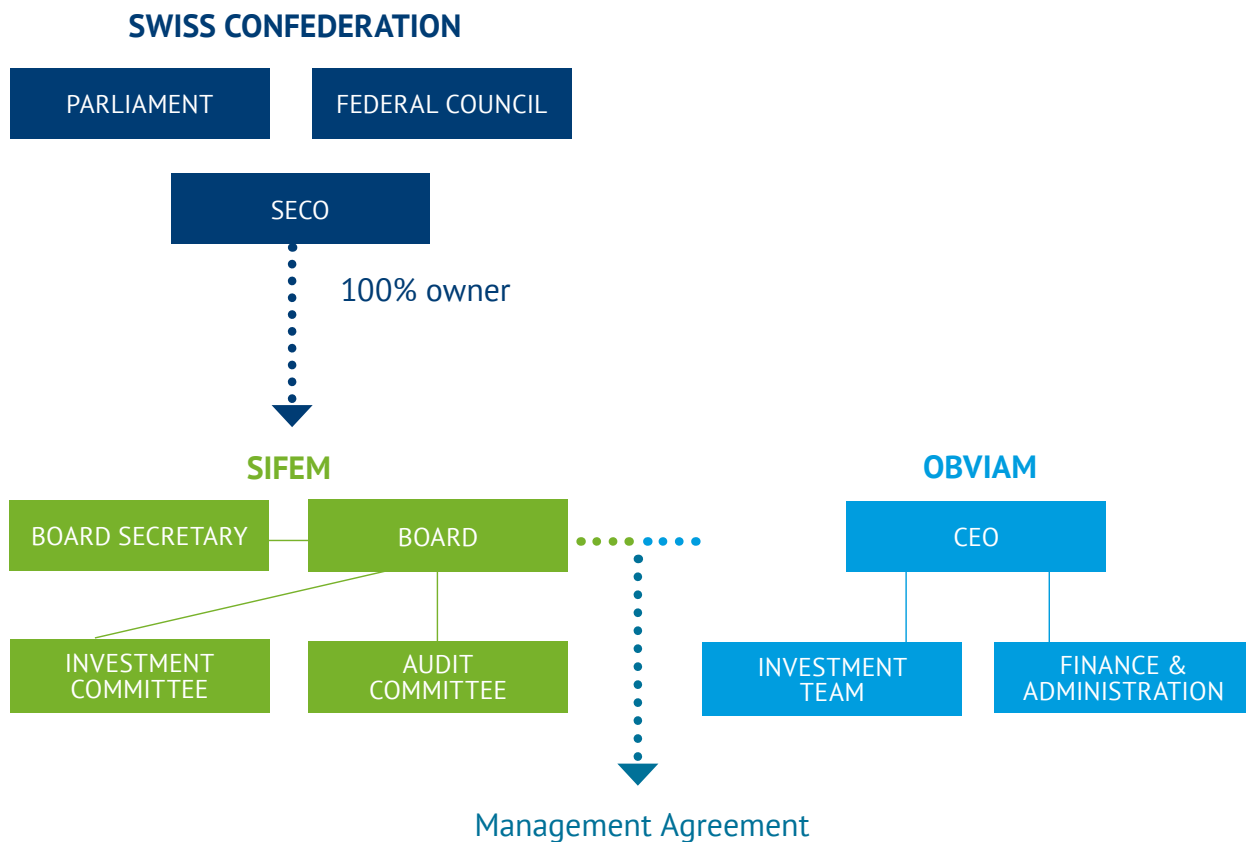 SWISS CONFEDERATION
PARLIAMENT
FEDERAL COUNCIL
SECO
100% owner
SIFEM
OBVIAM
BOARD SECRETARY
BOARD
CEO
INVESTMENT
COMMITTEE
AUDIT
COMMITTEE
INVESTMENT
TEAM
FINANCE &
ADMINISTRATION
Management Agreement